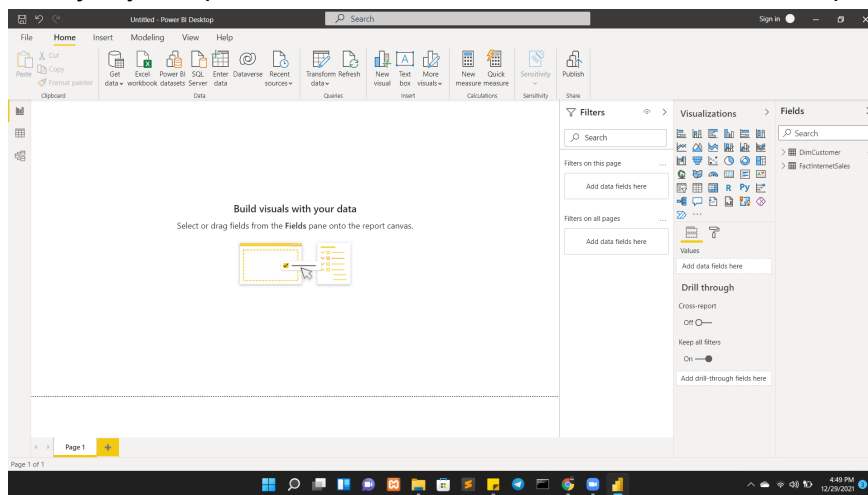 Untitled - Power BI Desktop
Search
Sign in
File Home Insert Modeling View Help
Paste
Cut
Copy
Format painter
Get data
Excel workbook
Power BI datasets
SQL Server
Enter data
Dataverse
Recent sources
Transform data
Refresh
New visual
Text box
More visuals
New measure
Quick measure
Sensitivity
Publish
Clipboard
Data
Queries
Insert
Calculations
Sensitivity
Share
Build visuals with your data
Select or drag fields from the Fields pane onto the report canvas.
Filters
Search
Filters on this page
...
Add data fields here
Filters on all pages
...
Add data fields here
Visualizations
R Py
...
Values
Add data fields here
Drill through
Cross-report
Off
Keep all filters
On
Add drill-through fields here
Fields
Search
DimCustomer
FactInternetSales
Page 1
Page 1 of 1
4:49 PM
12/29/2021